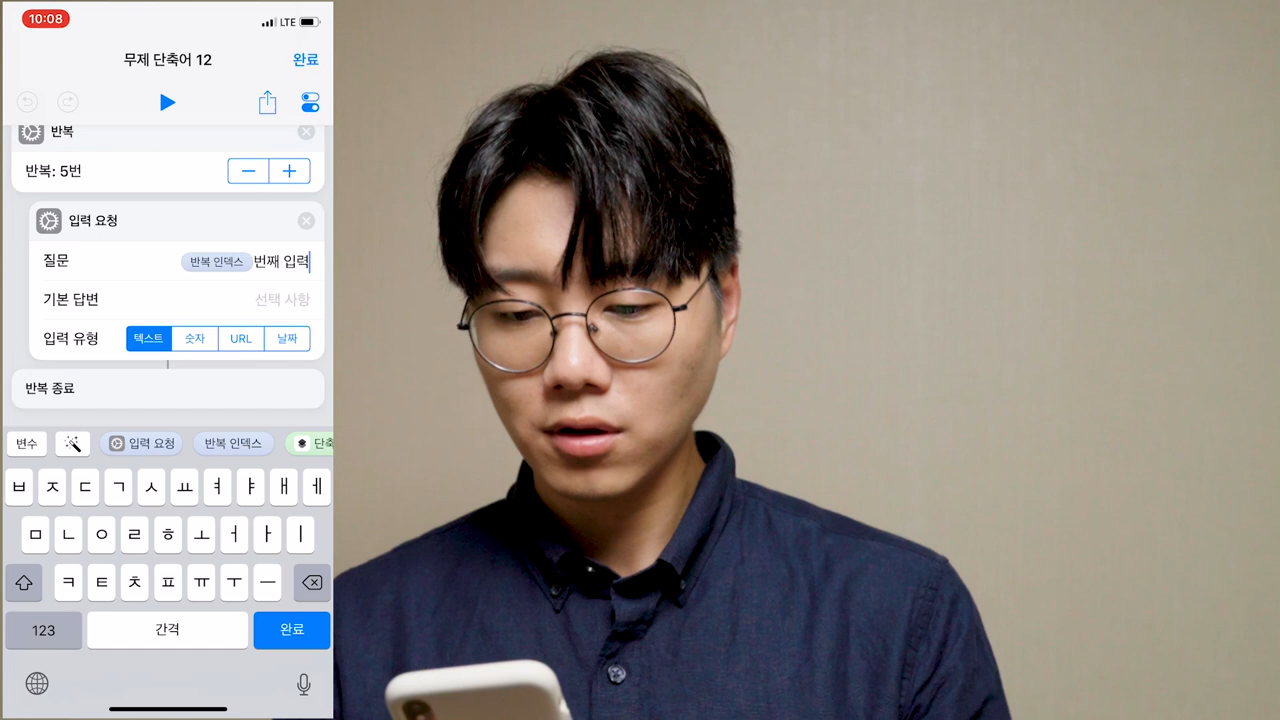 10:08
LTE
무제 단축어 12
완료
반복
반복: 5번
입력 요청
질문
반복 인덱스 번째 입력
기본 답변
선택 사항
입력 유형
텍스트 숫자 URL 날짜
반복 종료
변수 입력 요청 반복 인덱스 단축
ㅂ ㅈ ㄷ ㄱ ㅅ ㅛ ㅕ ㅑ ㅐ ㅔ
ㅁ ㄴ ㅇ ㄹ ㅎ ㅗ ㅓ ㅏ ㅣ
ㅋ ㅌ ㅊ ㅍ ㅠ ㅜ ㅡ
123 간격 완료